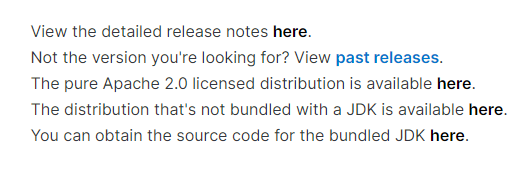 View the detailed release notes here.
Not the version you're looking for? View past releases.
The pure Apache 2.0 licensed distribution is available here.
The distribution that's not bundled with a JDK is available here.
You can obtain the source code for the bundled JDK here.